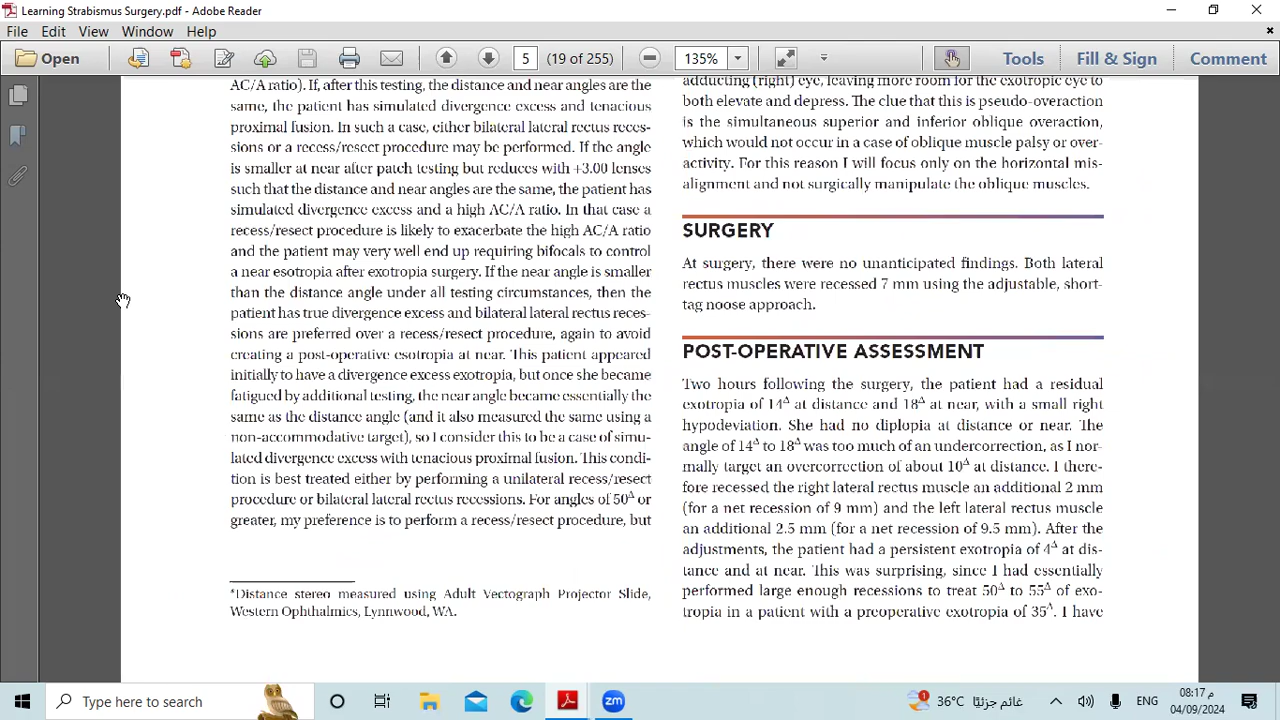 Learning Strabismus Surgery.pdf - Adobe Reader
File Edit View Window Help
Open 5 (19 of 255) 135% Tools Fill & Sign Comment
AC/A ratio). If, after this testing, the distance and near angles are the
same, the patient has simulated divergence excess and tenacious
proximal fusion. In such a case, either bilateral lateral rectus reces-
sions or a recess/resect procedure may be performed. If the angle
is smaller at near after patch testing but reduces with +3.00 lenses
such that the distance and near angles are the same, the patient has
simulated divergence excess and a high AC/A ratio. In that case a
recess/resect procedure is likely to exacerbate the high AC/A ratio
and the patient may very well end up requiring bifocals to control
a near esotropia after exotropia surgery. If the near angle is smaller
than the distance angle under all testing circumstances, then the
patient has true divergence excess and bilateral lateral rectus reces-
sions are preferred over a recess/resect procedure, again to avoid
creating a post-operative esotropia at near. This patient appeared
initially to have a divergence excess exotropia, but once she became
fatigued by additional testing, the near angle became essentially the
same as the distance angle (and it also measured the same using a
non-accommodative target), so I consider this to be a case of simu-
lated divergence excess with tenacious proximal fusion. This condi-
tion is best treated either by performing a unilateral recess/resect
procedure or bilateral lateral rectus recessions. For angles of 50Δ or
greater, my preference is to perform a recess/resect procedure, but
*Distance stereo measured using Adult Vectograph Projector Slide,
Western Ophthalmics, Lynnwood, WA.
adducting (right) eye, leaving more room for the exotropic eye to
both elevate and depress. The clue that this is pseudo-overaction
is the simultaneous superior and inferior oblique overaction,
which would not occur in a case of oblique muscle palsy or over-
activity. For this reason I will focus only on the horizontal mis-
alignment and not surgically manipulate the oblique muscles.
SURGERY
At surgery, there were no unanticipated findings. Both lateral
rectus muscles were recessed 7 mm using the adjustable, short-
tag noose approach.
POST-OPERATIVE ASSESSMENT
Two hours following the surgery, the patient had a residual
exotropia of 14Δ at distance and 18Δ at near, with a small right
hypodeviation. She had no diplopia at distance or near. The
angle of 14Δ to 18Δ was too much of an undercorrection, as I nor-
mally target an overcorrection of about 10Δ at distance. I there-
fore recessed the right lateral rectus muscle an additional 2 mm
(for a net recession of 9 mm) and the left lateral rectus muscle
an additional 2.5 mm (for a net recession of 9.5 mm). After the
adjustments, the patient had a persistent exotropia of 4Δ at dis-
tance and at near. This was surprising, since I had essentially
performed large enough recessions to treat 50Δ to 55Δ of exo-
tropia in a patient with a preoperative exotropia of 35Δ. I have
Type here to search
zm
36°C غائم جزئيًا
ENG
08:17 م
04/09/2024